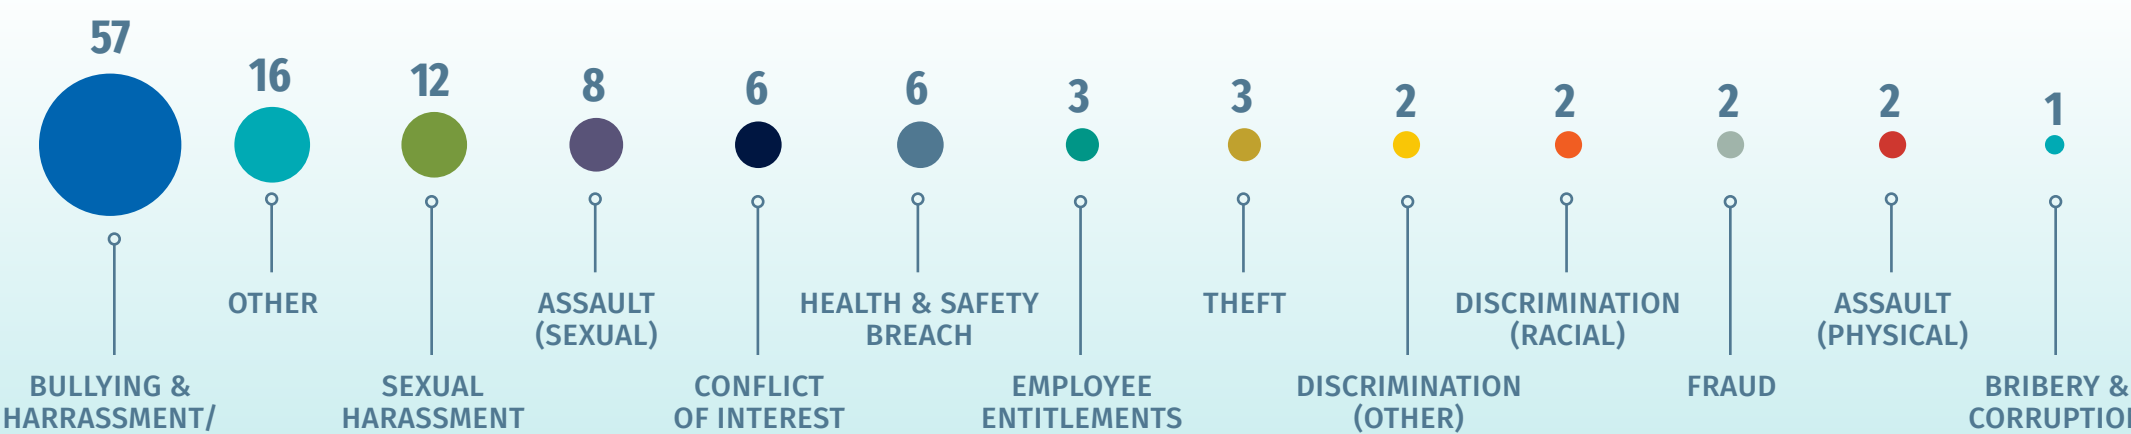 57
16
12
8
6
6
3
3
2
2
2
2
1
OTHER
ASSAULT
(SEXUAL)
HEALTH & SAFETY
BREACH
THEFT
DISCRIMINATION
(RACIAL)
ASSAULT
(PHYSICAL)
BULLYING &
HARRASSMENT/
SEXUAL
HARASSMENT
CONFLICT
OF INTEREST
EMPLOYEE
ENTITLEMENTS
DISCRIMINATION
(OTHER)
FRAUD
BRIBERY &